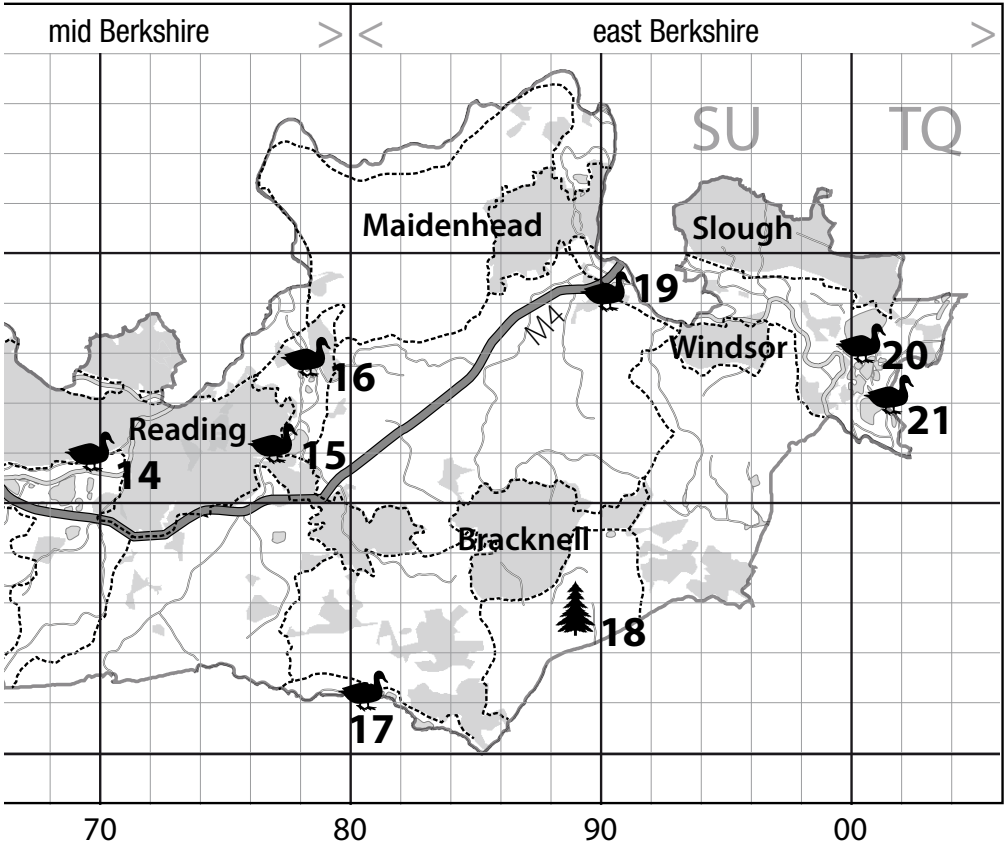 mid Berkshire > < east Berkshire >
SU TQ
Maidenhead Slough
19
M4
Windsor 20
16
21
Reading 15
14
Bracknell
18
17
70 80 90 00